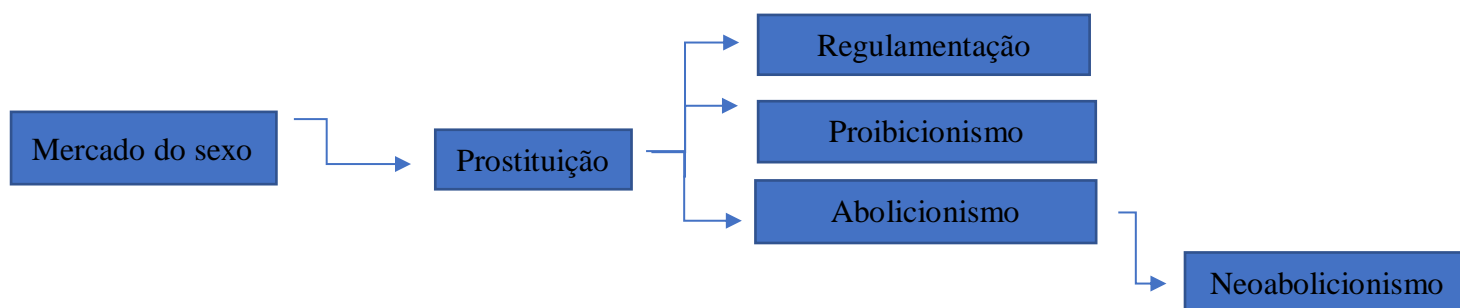 Mercado do sexo
Prostituição
Regulamentação
Proibicionismo
Abolicionismo
Neoabolicionismo